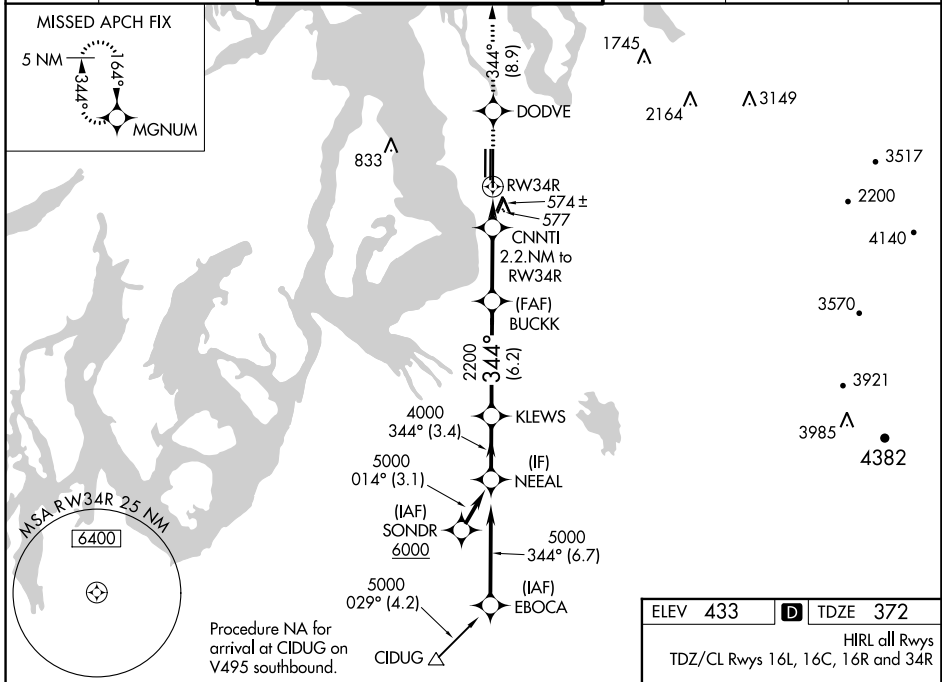 MISSED APCH FIX
5 NM
344°
164°
MGNUM
344°
(8.9)
DODVE
1745
2164
3149
833
3517
2200
4140
RW34R
574 ±
577
CNNTI
2.2.NM to
RW34R
(FAF)
BUCKK
3570
2200
344°
(6.2)
3921
3985
4382
KLEWS
4000
344° (3.4)
5000
014° (3.1)
(IF)
NEEAL
(IAF)
SONDR
6000
5000
344° (6.7)
(IAF)
EBOCA
5000
029° (4.2)
CIDUG
MSA RW34R 25 NM
6400
Procedure NA for
arrival at CIDUG on
V495 southbound.
ELEV 433 D TDZE 372
HIRL all Rwys
TDZ/CL Rwys 16L, 16C, 16R and 34R